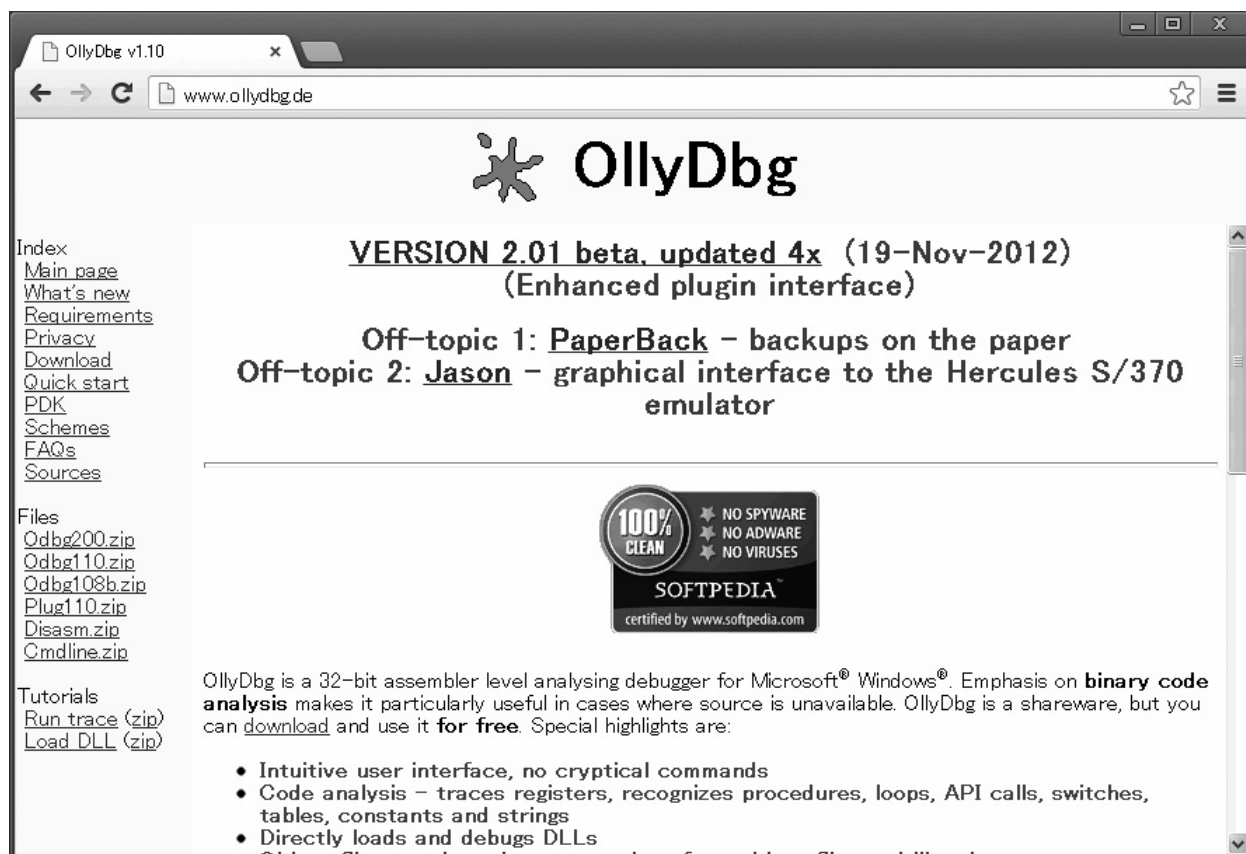 OllyDbg v1.10
www.ollydbg.de
OllyDbg
Index
Main page
What's new
Requirements
Privacy
Download
Quick start
PDK
Schemes
FAQs
Sources
Files
Odbg200.zip
Odbg110.zip
Odbg108b.zip
Plug110.zip
Disasm.zip
Cmdline.zip
Tutorials
Run trace (zip)
Load DLL (zip)
VERSION 2.01 beta, updated 4x (19-Nov-2012)
(Enhanced plugin interface)
Off-topic 1: PaperBack - backups on the paper
Off-topic 2: Jason - graphical interface to the Hercules S/370
emulator
100%
CLEAN
NO SPYWARE
NO ADWARE
NO VIRUSES
SOFTPEDIA™
certified by www.softpedia.com
OllyDbg is a 32-bit assembler level analysing debugger for Microsoft® Windows®. Emphasis on binary code
analysis makes it particularly useful in cases where source is unavailable. OllyDbg is a shareware, but you
can download and use it for free. Special highlights are:
• Intuitive user interface, no cryptical commands
• Code analysis - traces registers, recognizes procedures, loops, API calls, switches,
tables, constants and strings
• Directly loads and debugs DLLs